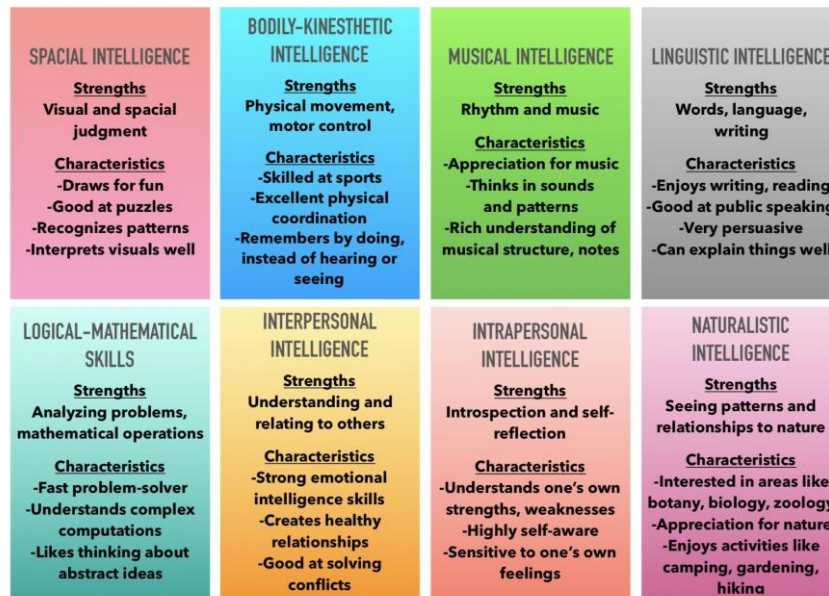 SPACIAL INTELLIGENCE
Strengths
Visual and spacial
judgment
Characteristics
-Draws for fun
-Good at puzzles
-Recognizes patterns
-Interprets visuals well
BODILY-KINESTHETIC
INTELLIGENCE
Strengths
Physical movement,
motor control
Characteristics
-Skilled at sports
-Excellent physical
coordination
-Remembers by doing,
instead of hearing or
seeing
MUSICAL INTELLIGENCE
Strengths
Rhythm and music
Characteristics
-Appreciation for music
-Thinks in sounds
and patterns
-Rich understanding of
musical structure, notes
LINGUISTIC INTELLIGENCE
Strengths
Words, language,
writing
Characteristics
-Enjoys writing, reading
-Good at public speaking
-Very persuasive
-Can explain things well
LOGICAL-MATHEMATICAL
SKILLS
Strengths
Analyzing problems,
mathematical operations
Characteristics
-Fast problem-solver
-Understands complex
computations
-Likes thinking about
abstract ideas
INTERPERSONAL
INTELLIGENCE
Strengths
Understanding and
relating to others
Characteristics
-Strong emotional
intelligence skills
-Creates healthy
relationships
-Good at solving
conflicts
INTRAPERSONAL
INTELLIGENCE
Strengths
Introspection and self-
reflection
Characteristics
-Understands one's own
strengths, weaknesses
-Highly self-aware
-Sensitive to one's own
feelings
NATURALISTIC
INTELLIGENCE
Strengths
Seeing patterns and
relationships to nature
Characteristics
-Interested in areas like
botany, biology, zoology
-Appreciation for nature
-Enjoys activities like
camping, gardening,
hiking